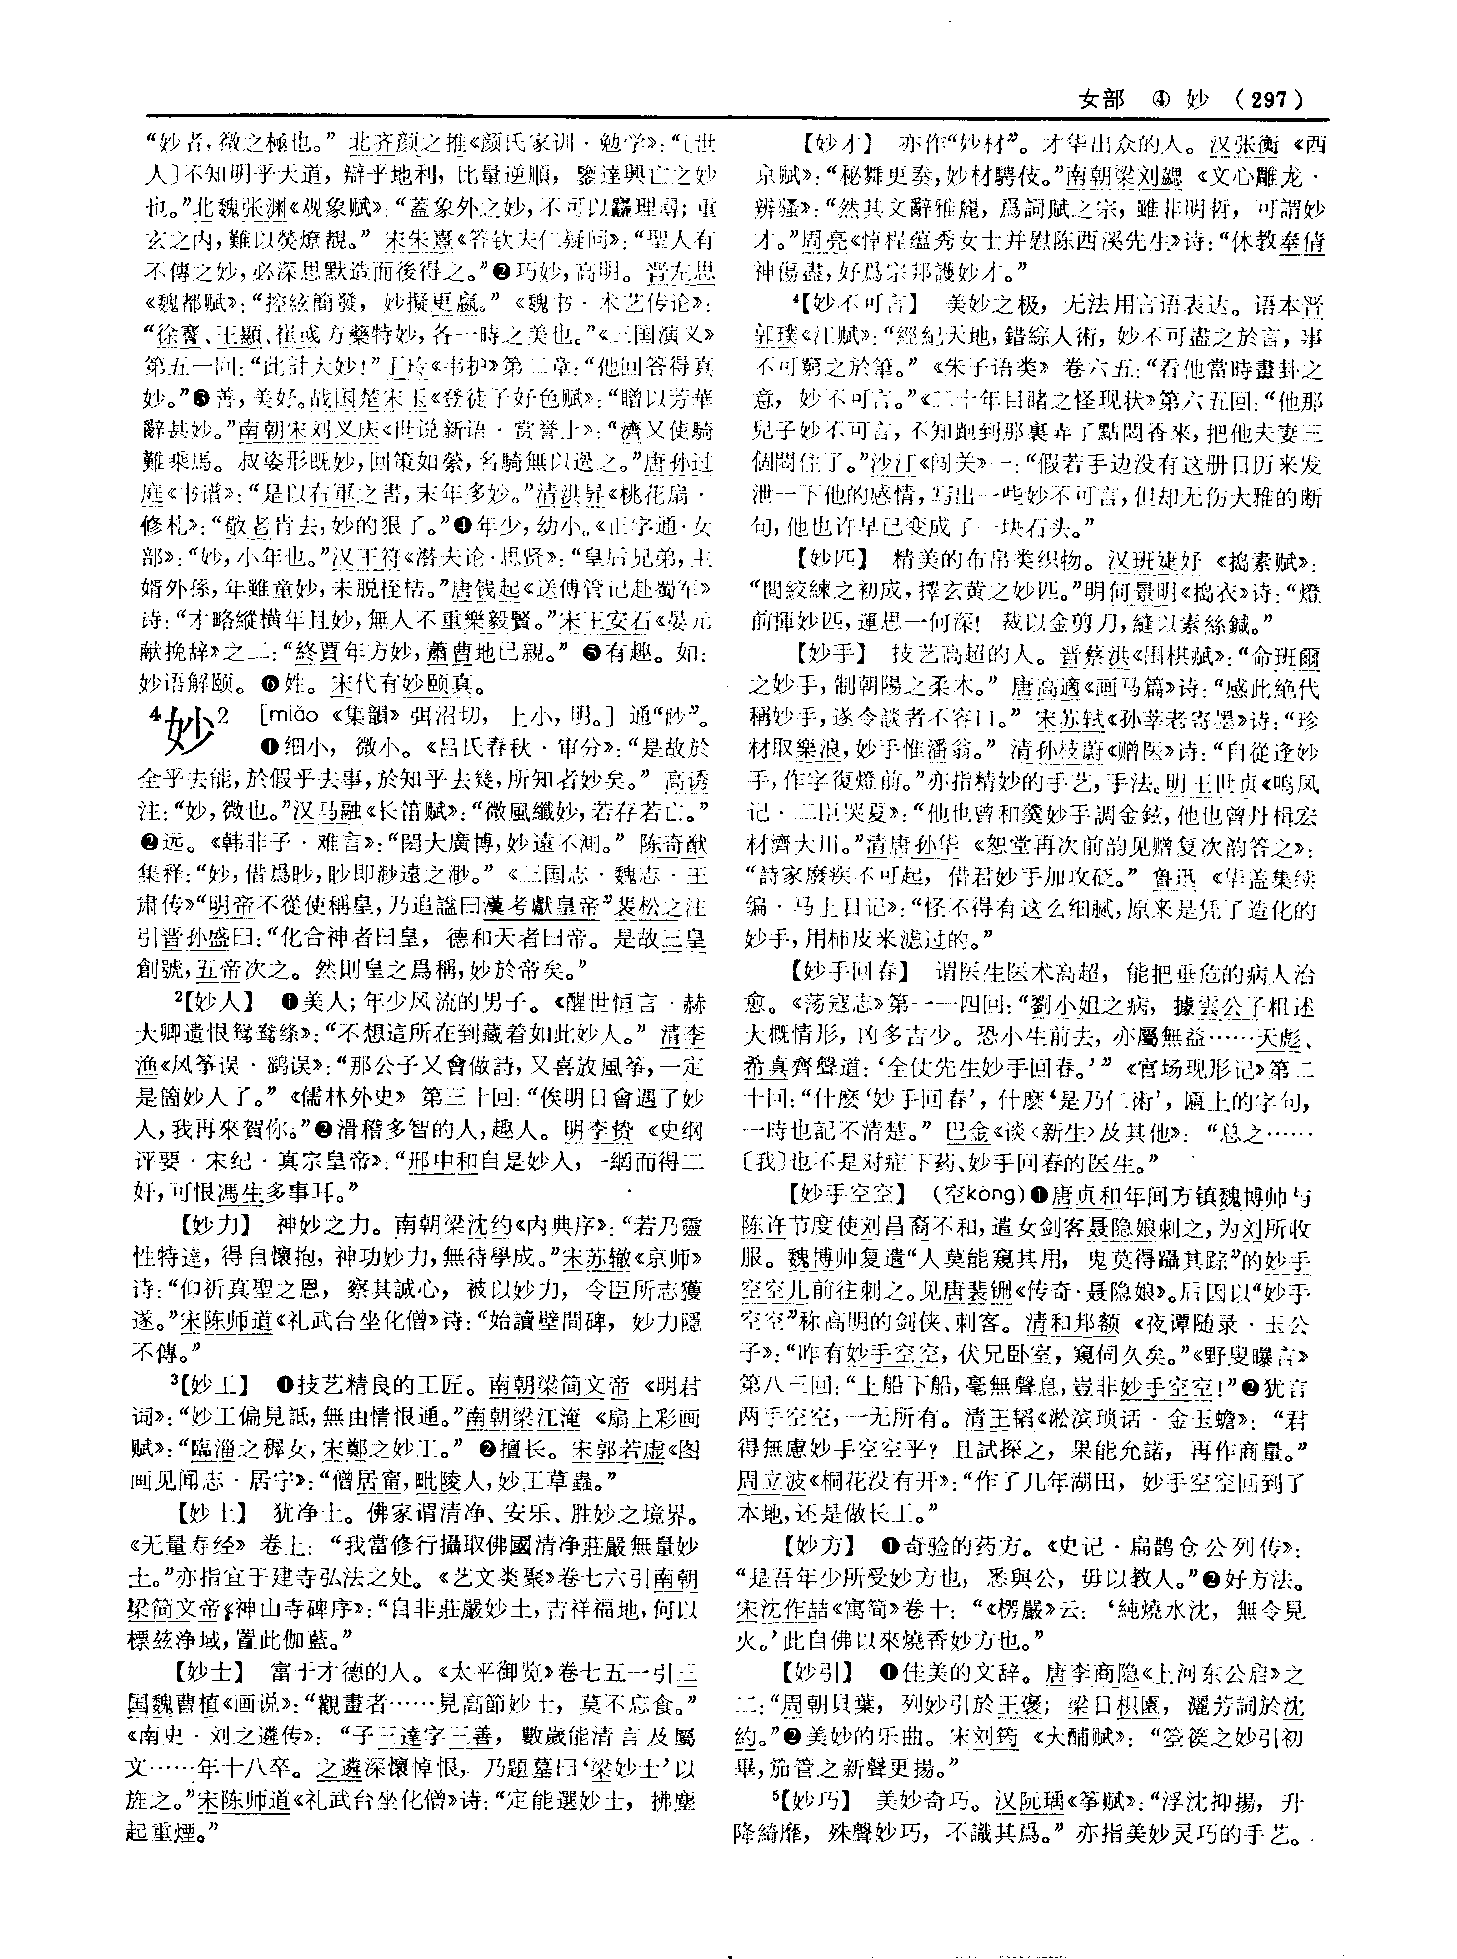 女部 ④ 妙 (297)
“妙者，微之極也。” 北齐颜之推《颜氏家训·勉学》：“〔世
人〕不知明乎天道，辯乎地利，比量逆順，鑒達興亡之妙
也。”北魏张渊《观象赋》：“蓋象外之妙，不可以麤理尋；重
玄之内，難以熒燎覩。” 宋朱熹《答钦夫仁疑问》：“聖人有
不傳之妙，必深思默造而後得之。”❷巧妙，高明。晋左思
《魏都赋》：“控絃簡發，妙擬更嬴。”《魏书·术艺传论》：
“徐謇、王顯、崔彧方藥特妙，各一時之美也。”《三国演义》
第五一回：“此計大妙！”丁玲《书护》第二章：“他回答得真
妙。”❸善，美好。战国楚宋玉《登徒子好色赋》：“贈以芳華
辭甚妙。”南朝宋刘义庆《世说新语·赏誉上》：“濟又使騎
難乘馬。叔姿形既妙，回策如縈，名騎無以過之。”唐孙过
庭《书谱》：“是以右軍之書，末年多妙。”清洪昇《桃花扇·
修札》：“敬老肯去，妙的狠了。”❹年少，幼小。《正字通·女
部》：“妙，小年也。”汉王符《潜夫论·思贤》：“皇后兄弟，主
婿外孫，年雖童妙，未脱桎梏。”唐钱起《送傅管记赴蜀军》
诗：“才略縱横年且妙，無人不重樂毅賢。”宋王安石《晏元
献挽辞》之二：“終賈年方妙，蕭曹地已親。” ❺有趣。如：
妙语解颐。❻姓。宋代有妙颐真。
⁴妙2 [miǎo《集韻》弭沼切，上小，明。]通“眇”。
❶细小，微小。《吕氏春秋·审分》：“是故於
全乎去能，於假乎去事，於知乎去幾，所知者妙矣。” 高诱
注：“妙，微也。”汉马融《长笛赋》：“微風纖妙，若存若亡。”
❷远。《韩非子·难言》：“閎大廣博，妙遠不測。” 陈奇猷
集释：“妙，借爲眇，眇即渺遠之渺。”《三国志·魏志·王
肃传》“明帝不從使稱皇，乃追謚曰漢孝獻皇帝”裴松之注
引晋孙盛曰：“化合神者曰皇，德和天者曰帝。是故三皇
創號，五帝次之。然則皇之爲稱，妙於帝矣。”
²【妙人】 ❶美人；年少风流的男子。《醒世恒言·赫
大卿遗恨鸳鸯绦》：“不想這所在到藏着如此妙人。” 清李
渔《风筝误·鹞误》：“那公子又會做詩，又喜放風筝，一定
是箇妙人了。”《儒林外史》第三十回：“俟明日會遇了妙
人，我再來賀你。”❷滑稽多智的人，趣人。明李贽《史纲
评要·宋纪·真宗皇帝》：“邢中和自是妙人，一網而得二
奸，可恨馮生多事耳。”
【妙力】 神妙之力。南朝梁沈约《内典序》：“若乃靈
性特達，得自懷抱，神功妙力，無待學成。”宋苏辙《京师》
诗：“仰祈真聖之恩，察其誠心，被以妙力，令臣所志獲
遂。”宋陈师道《礼武台坐化僧》诗：“始讀壁間碑，妙力隱
不傳。”
³【妙工】 ❶技艺精良的工匠。南朝梁简文帝《明君
词》：“妙工偏見詆，無由情恨通。”南朝梁江淹《扇上彩画
赋》：“臨淄之稺女，宋鄭之妙工。” ❷擅长。宋郭若虚《图
画见闻志·居宁》：“僧居甯，毗陵人，妙工草蟲。”
【妙土】 犹净土。佛家谓清净、安乐、胜妙之境界。
《无量寿经》卷上：“我當修行攝取佛國清净莊嚴無量妙
土。”亦指宜于建寺弘法之处。《艺文类聚》卷七六引南朝
梁简文帝《神山寺碑序》：“自非莊嚴妙土，吉祥福地，何以
標兹浄域，置此伽藍。”
【妙士】 富于才德的人。《太平御览》卷七五一引三
国魏曹植《画说》：“觀畫者……見高節妙士，莫不忘食。”
《南史·刘之遴传》：“子三達字三善，數歲能清言及屬
文……年十八卒。之遴深懷悼恨，乃題墓曰‘梁妙士’以
旌之。”宋陈师道《礼武台坐化僧》诗：“定能選妙士，拂塵
起重煙。”
【妙才】 亦作“妙材”。才华出众的人。汉张衡《西
京赋》：“秘舞更奏，妙材騁伎。”南朝梁刘勰《文心雕龙·
辨骚》：“然其文辭雅麗，爲詞賦之宗，雖非明哲，可謂妙
才。”周亮《悼程蕴秀女士并慰陈西溪先生》诗：“休教奉倩
神傷盡，好爲宗邦護妙才。”
⁴【妙不可言】 美妙之极，无法用言语表达。语本晋
郭璞《江赋》：“經紀天地，錯綜人術，妙不可盡之於言，事
不可窮之於筆。”《朱子语类》卷六五：“看他當時畫卦之
意，妙不可言。”《二十年目睹之怪现状》第六五回：“他那
兒子妙不可言，不知跑到那裏弄了點悶香來，把他夫妻三
個悶住了。”沙汀《闯关》一：“假若手边没有这册日历来发
泄一下他的感情，写出一些妙不可言，但却无伤大雅的断
句，他也许早已变成了一块石头。”
【妙匹】 精美的布帛类织物。汉班婕妤《捣素赋》：
“閲絞練之初成，擇玄黄之妙匹。”明何景明《捣衣》诗：“燈
前揮妙匹，運思一何深！裁以金剪刀，縫以素絲鍼。”
【妙手】 技艺高超的人。晋蔡洪《围棋赋》：“命班爾
之妙手，制朝陽之柔木。” 唐高適《画马篇》诗：“感此絶代
稱妙手，遂令談者不容口。” 宋苏轼《孙莘老寄墨》诗：“珍
材取樂浪，妙手惟潘翁。” 清孙枝蔚《赠医》诗：“自從逢妙
手，作字復燈前。”亦指精妙的手艺，手法。明王世贞《鸣凤
记·二臣哭夏》：“他也曾和羹妙手調金鉉，他也曾丹楫宏
材濟大川。”清唐孙华《恕堂再次前韵见赠复次韵答之》：
“詩家廢疾不可起，借君妙手加攻砭。” 鲁迅《华盖集续
编·马上日记》：“怪不得有这么细腻，原来是凭了造化的
妙手，用柿皮来滤过的。”
【妙手回春】 谓医生医术高超，能把垂危的病人治
愈。《荡寇志》第一一四回：“劉小姐之病，據雲公子粗述
大概情形，凶多吉少。恐小生前去，亦屬無益……天彪、
希真齊聲道：‘全仗先生妙手回春。’”《官场现形记》第二
十回：“什麽‘妙手回春’，什麽‘是乃仁術’，匾上的字句，
一時也記不清楚。” 巴金《谈〈新生〉及其他》：“总之……
〔我〕也不是对症下药、妙手回春的医生。”
【妙手空空】 (空kōng)❶唐贞和年间方镇魏博帅与
陈许节度使刘昌裔不和，遣女剑客聂隐娘刺之，为刘所收
服。魏博帅复遣“人莫能窺其用，鬼莫得躡其踪”的妙手
空空儿前往刺之。见唐裴铏《传奇·聂隐娘》。后因以“妙手
空空”称高明的剑侠、刺客。清和邦额《夜谭随录·玉公
子》：“昨有妙手空空，伏兄卧室，窺伺久矣。”《野叟曝言》
第八三回：“上船下船，毫無聲息，豈非妙手空空！”❷犹言
两手空空，一无所有。清王韬《淞滨琐话·金玉蟾》：“君
得無慮妙手空空乎？且試探之，果能允諾，再作商量。”
周立波《桐花没有开》：“作了几年湖田，妙手空空回到了
本地，还是做长工。”
【妙方】 ❶奇验的药方。《史记·扁鹊仓公列传》：
“是吾年少所受妙方也，悉與公，毋以教人。”❷好方法。
宋沈作喆《寓简》卷十：“《楞嚴》云：‘純燒水沈，無令見
火。’此自佛以來燒香妙方也。”
【妙引】 ❶佳美的文辞。唐李商隐《上河东公启》之
二：“周朝貝葉，列妙引於王褒；梁日枳園，灑芳詞於沈
約。”❷美妙的乐曲。宋刘筠《大酺赋》：“箜篌之妙引初
畢，笳管之新聲更揚。”
⁵【妙巧】 美妙奇巧。汉阮瑀《筝赋》：“浮沈抑揚，升
降綺靡，殊聲妙巧，不識其爲。” 亦指美妙灵巧的手艺。